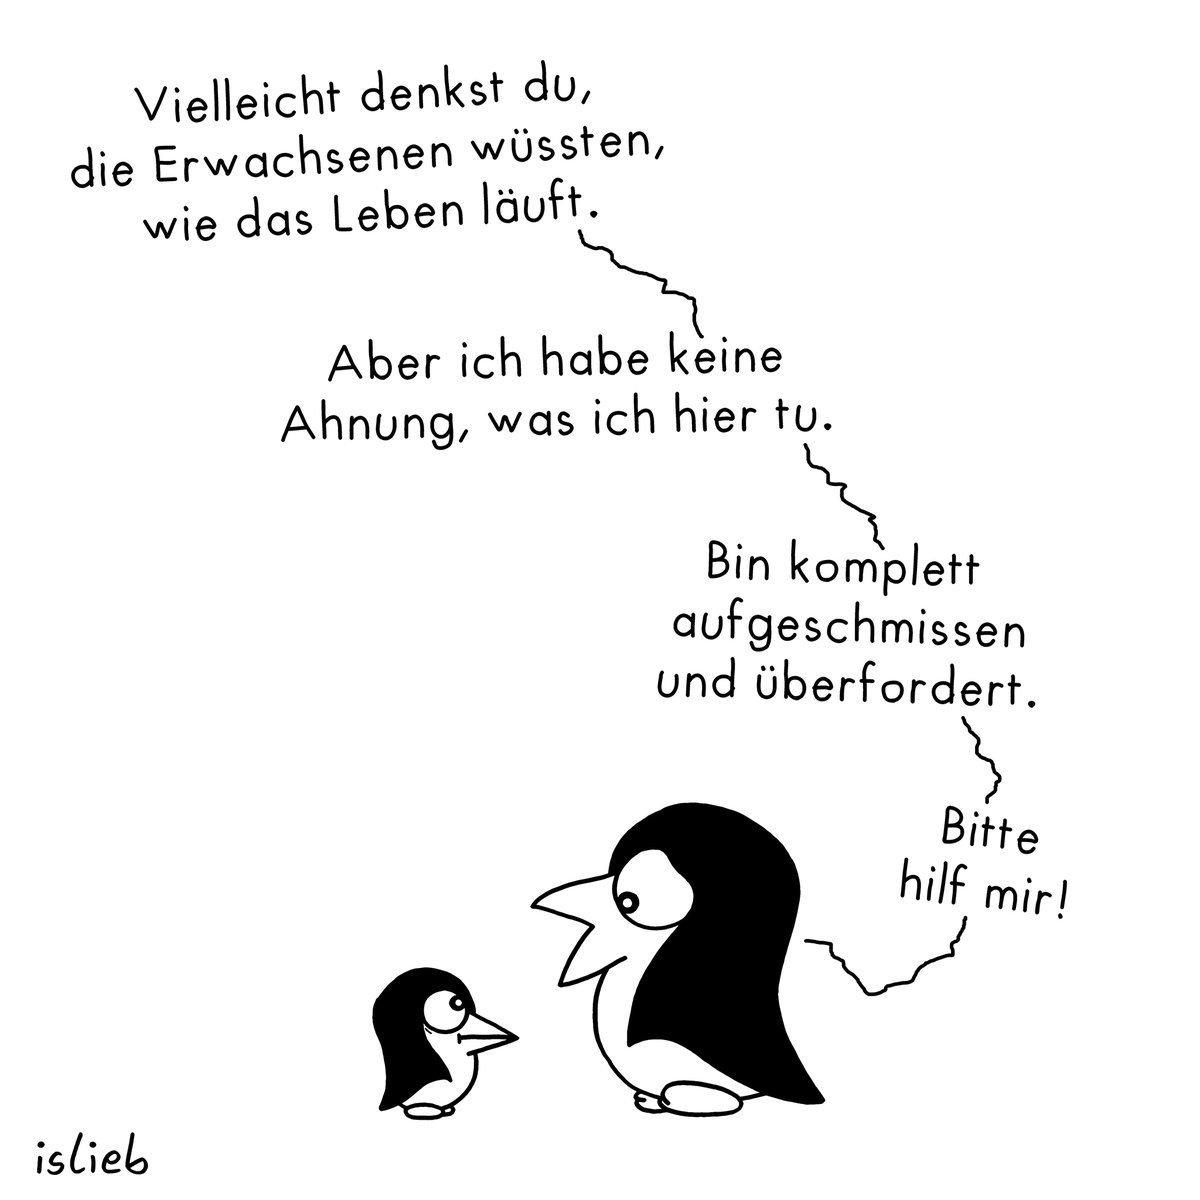 Vielleicht denkst du,
die Erwachsenen wüssten,
wie das Leben läuft.
Aber ich habe keine
Ahnung, was ich hier tu.
Bin komplett
aufgeschmissen
und überfordert.
Bitte
hilf mir!
islieb